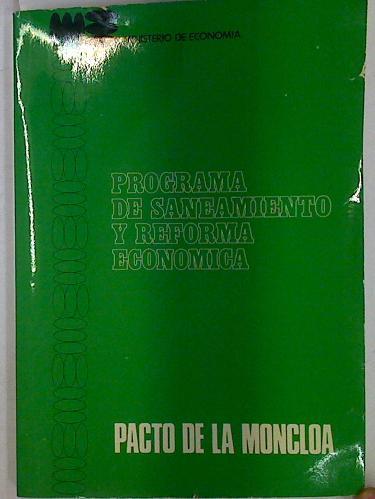 MINISTERIO DE ECONOMIA
PROGRAMA
DE SANEAMIENTO
Y REFORMA
ECONOMICA
PACTO DE LA MONCLOA